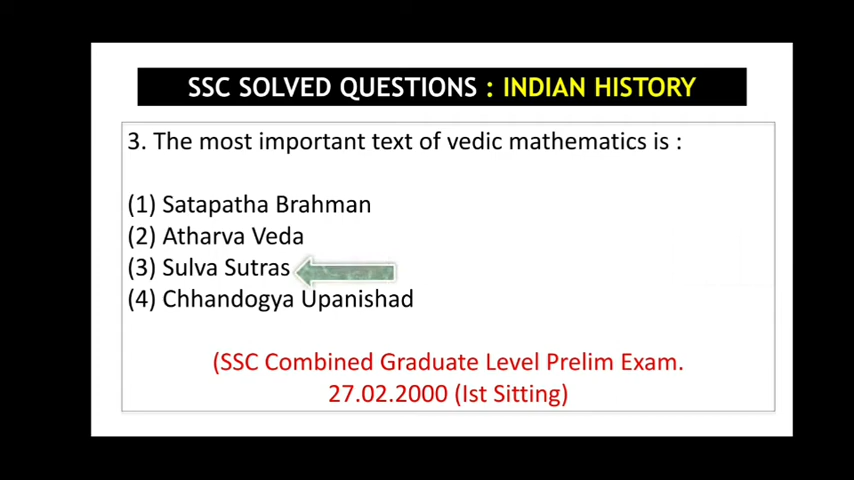 SSC SOLVED QUESTIONS : INDIAN HISTORY
3. The most important text of vedic mathematics is :
(1) Satapatha Brahman
(2) Atharva Veda
(3) Sulva Sutras
(4) Chhandogya Upanishad
(SSC Combined Graduate Level Prelim Exam.
27.02.2000 (Ist Sitting)